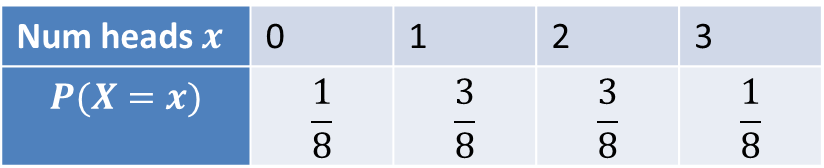 Num heads x 0 1 2 3
P(X = x) 1/8 3/8 3/8 1/8